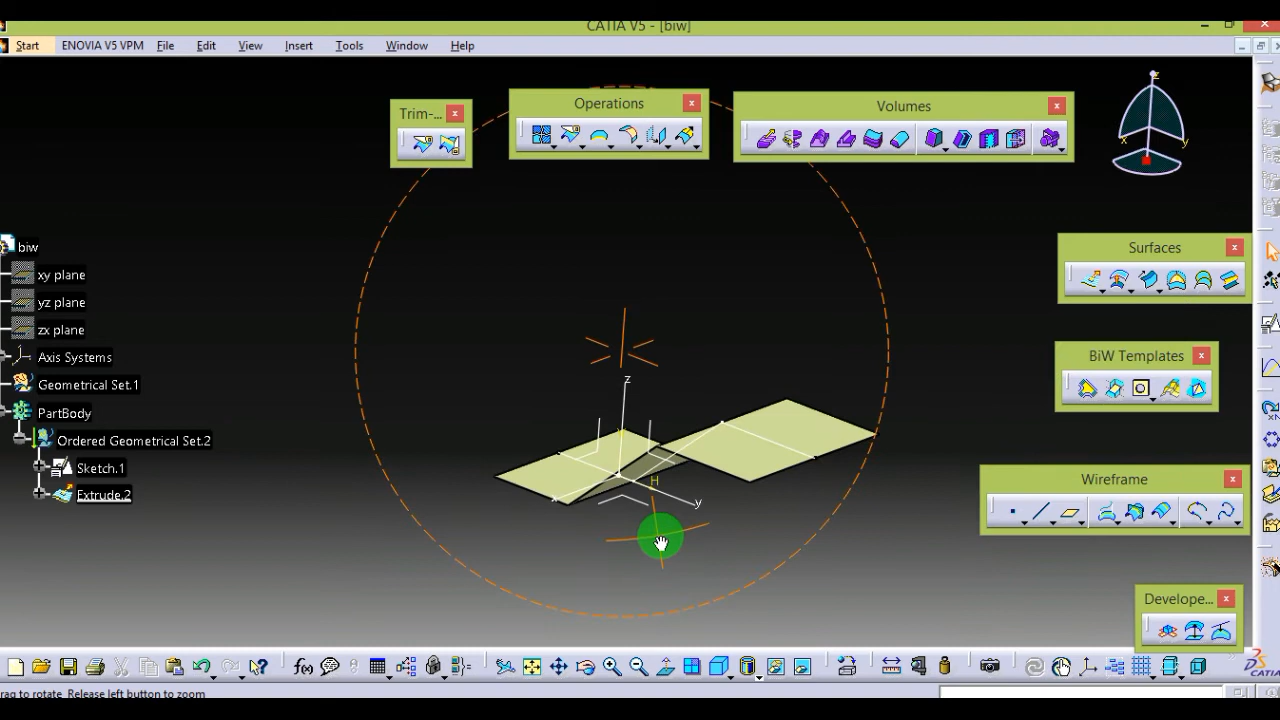 CATIA V5 - [biw]
Start ENOVIA V5 VPM File Edit View Insert Tools Window Help
Trim-...
Operations
Volumes
z
x
y
Surfaces
biw
xy plane
yz plane
zx plane
Axis Systems
Geometrical Set.1
PartBody
Ordered Geometrical Set.2
Sketch.1
Extrude.2
z
H
x
y
BiW Templates
Wireframe
Develope...
f(x)
CATIA
drag to rotate. Release left button to zoom